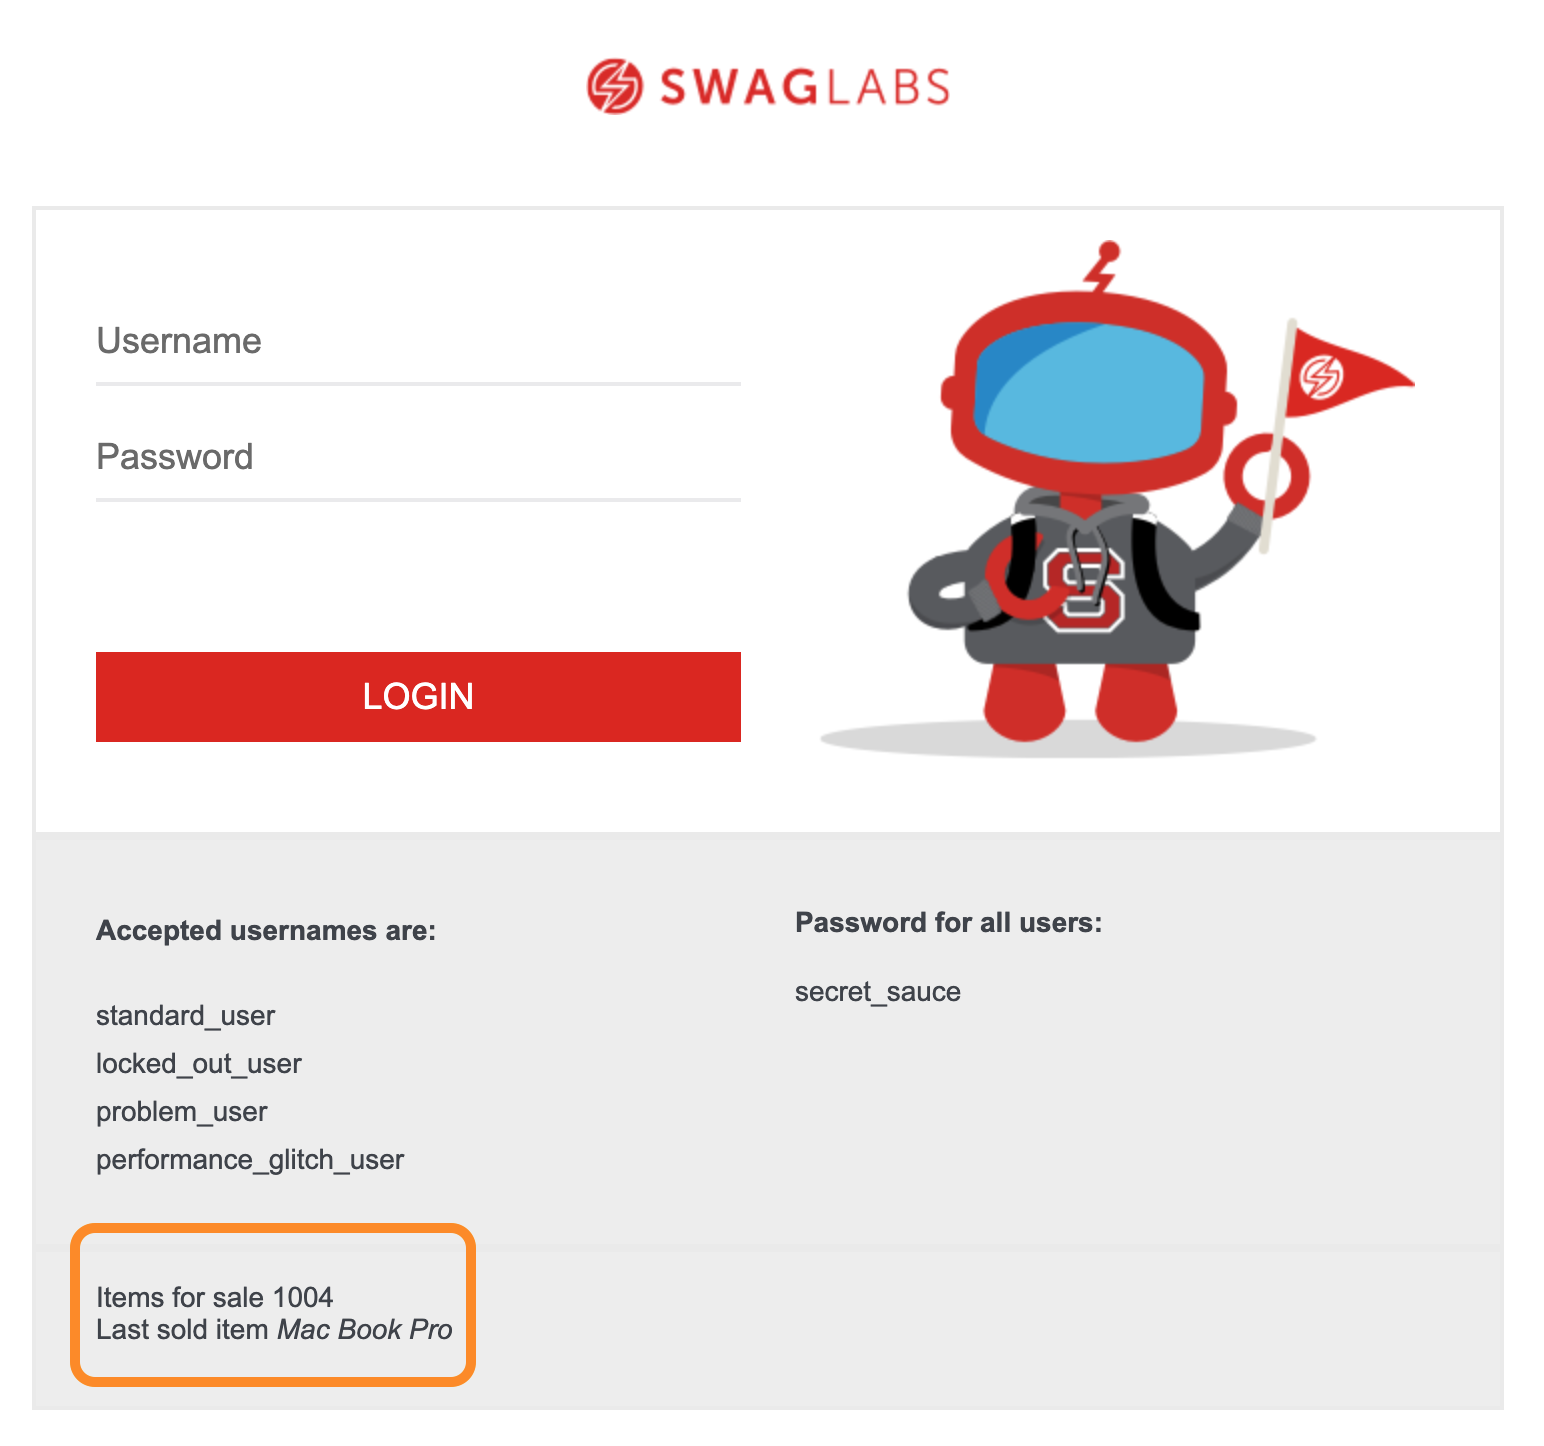 SWAGLABS
Username
Password
LOGIN
S
Accepted usernames are:
standard_user
locked_out_user
problem_user
performance_glitch_user
Password for all users:
secret_sauce
Items for sale 1004
Last sold item Mac Book Pro